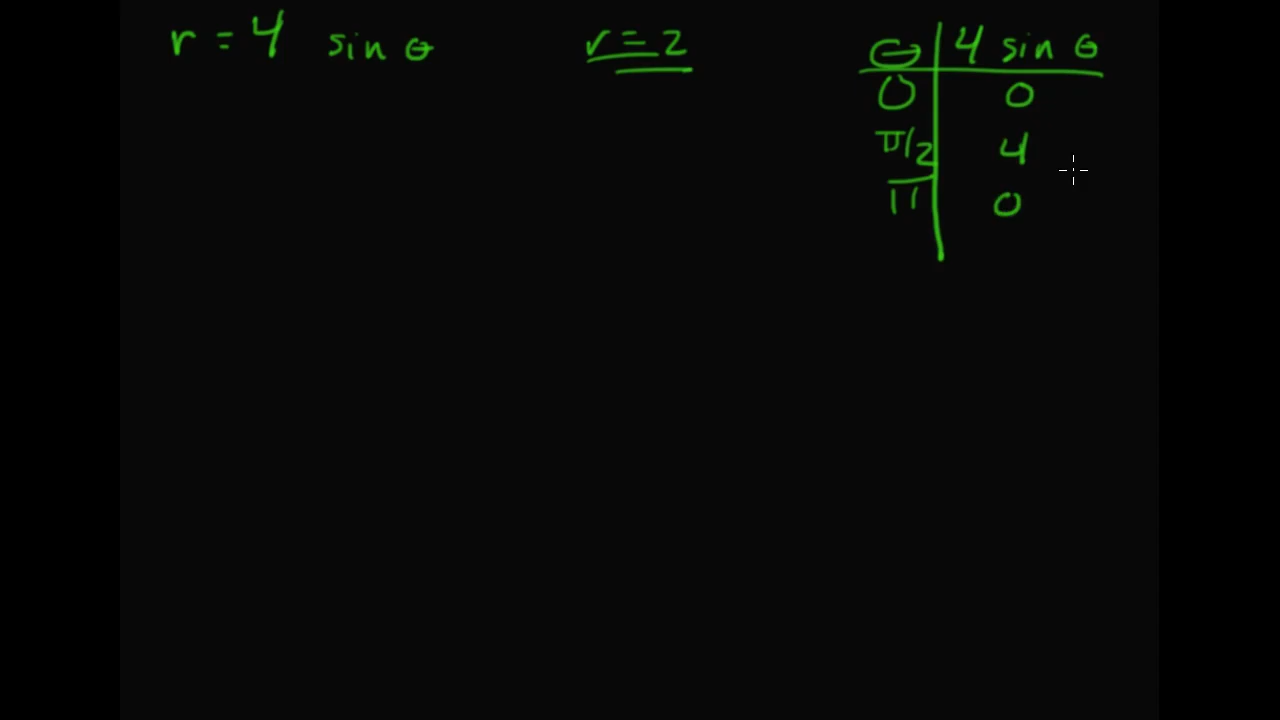 r = 4 sin θ
r = 2
θ 4 sin θ
0 0
π/2 4
π 0